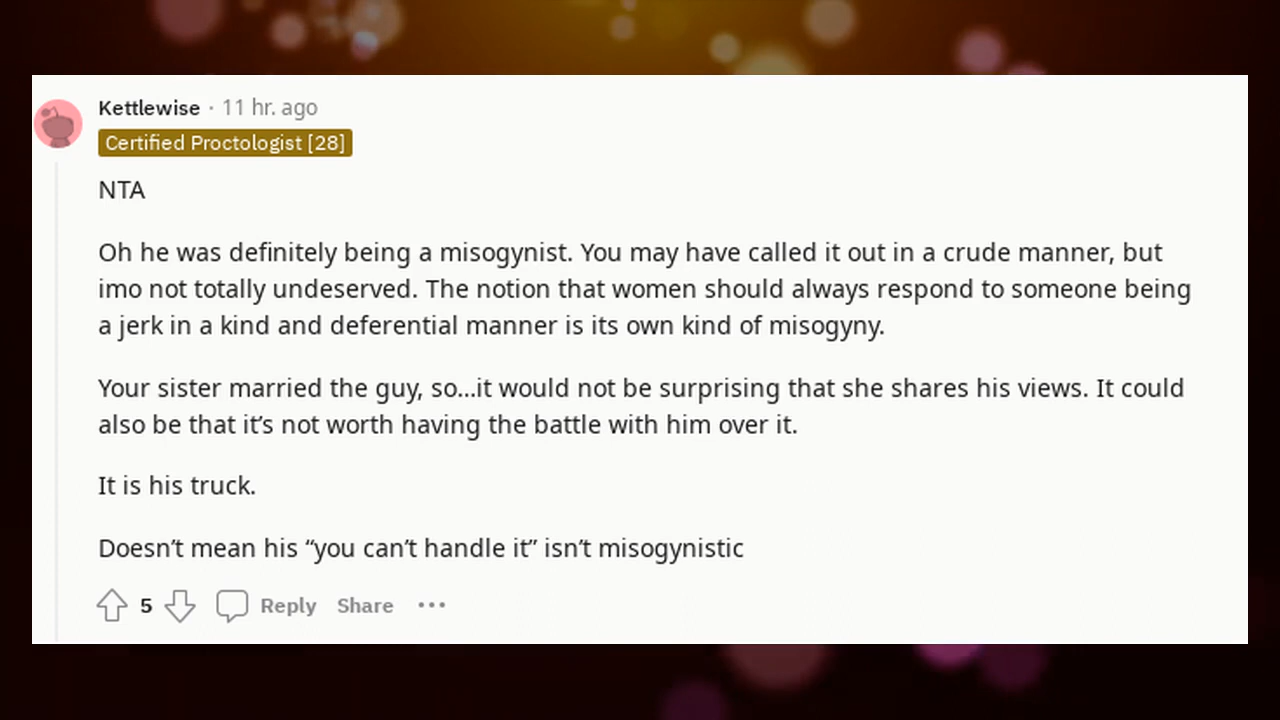 Kettlewise · 11 hr. ago
Certified Proctologist [28]
NTA
Oh he was definitely being a misogynist. You may have called it out in a crude manner, but
imo not totally undeserved. The notion that women should always respond to someone being
a jerk in a kind and deferential manner is its own kind of misogyny.
Your sister married the guy, so...it would not be surprising that she shares his views. It could
also be that it’s not worth having the battle with him over it.
It is his truck.
Doesn’t mean his “you can’t handle it” isn’t misogynistic
5 Reply Share ···